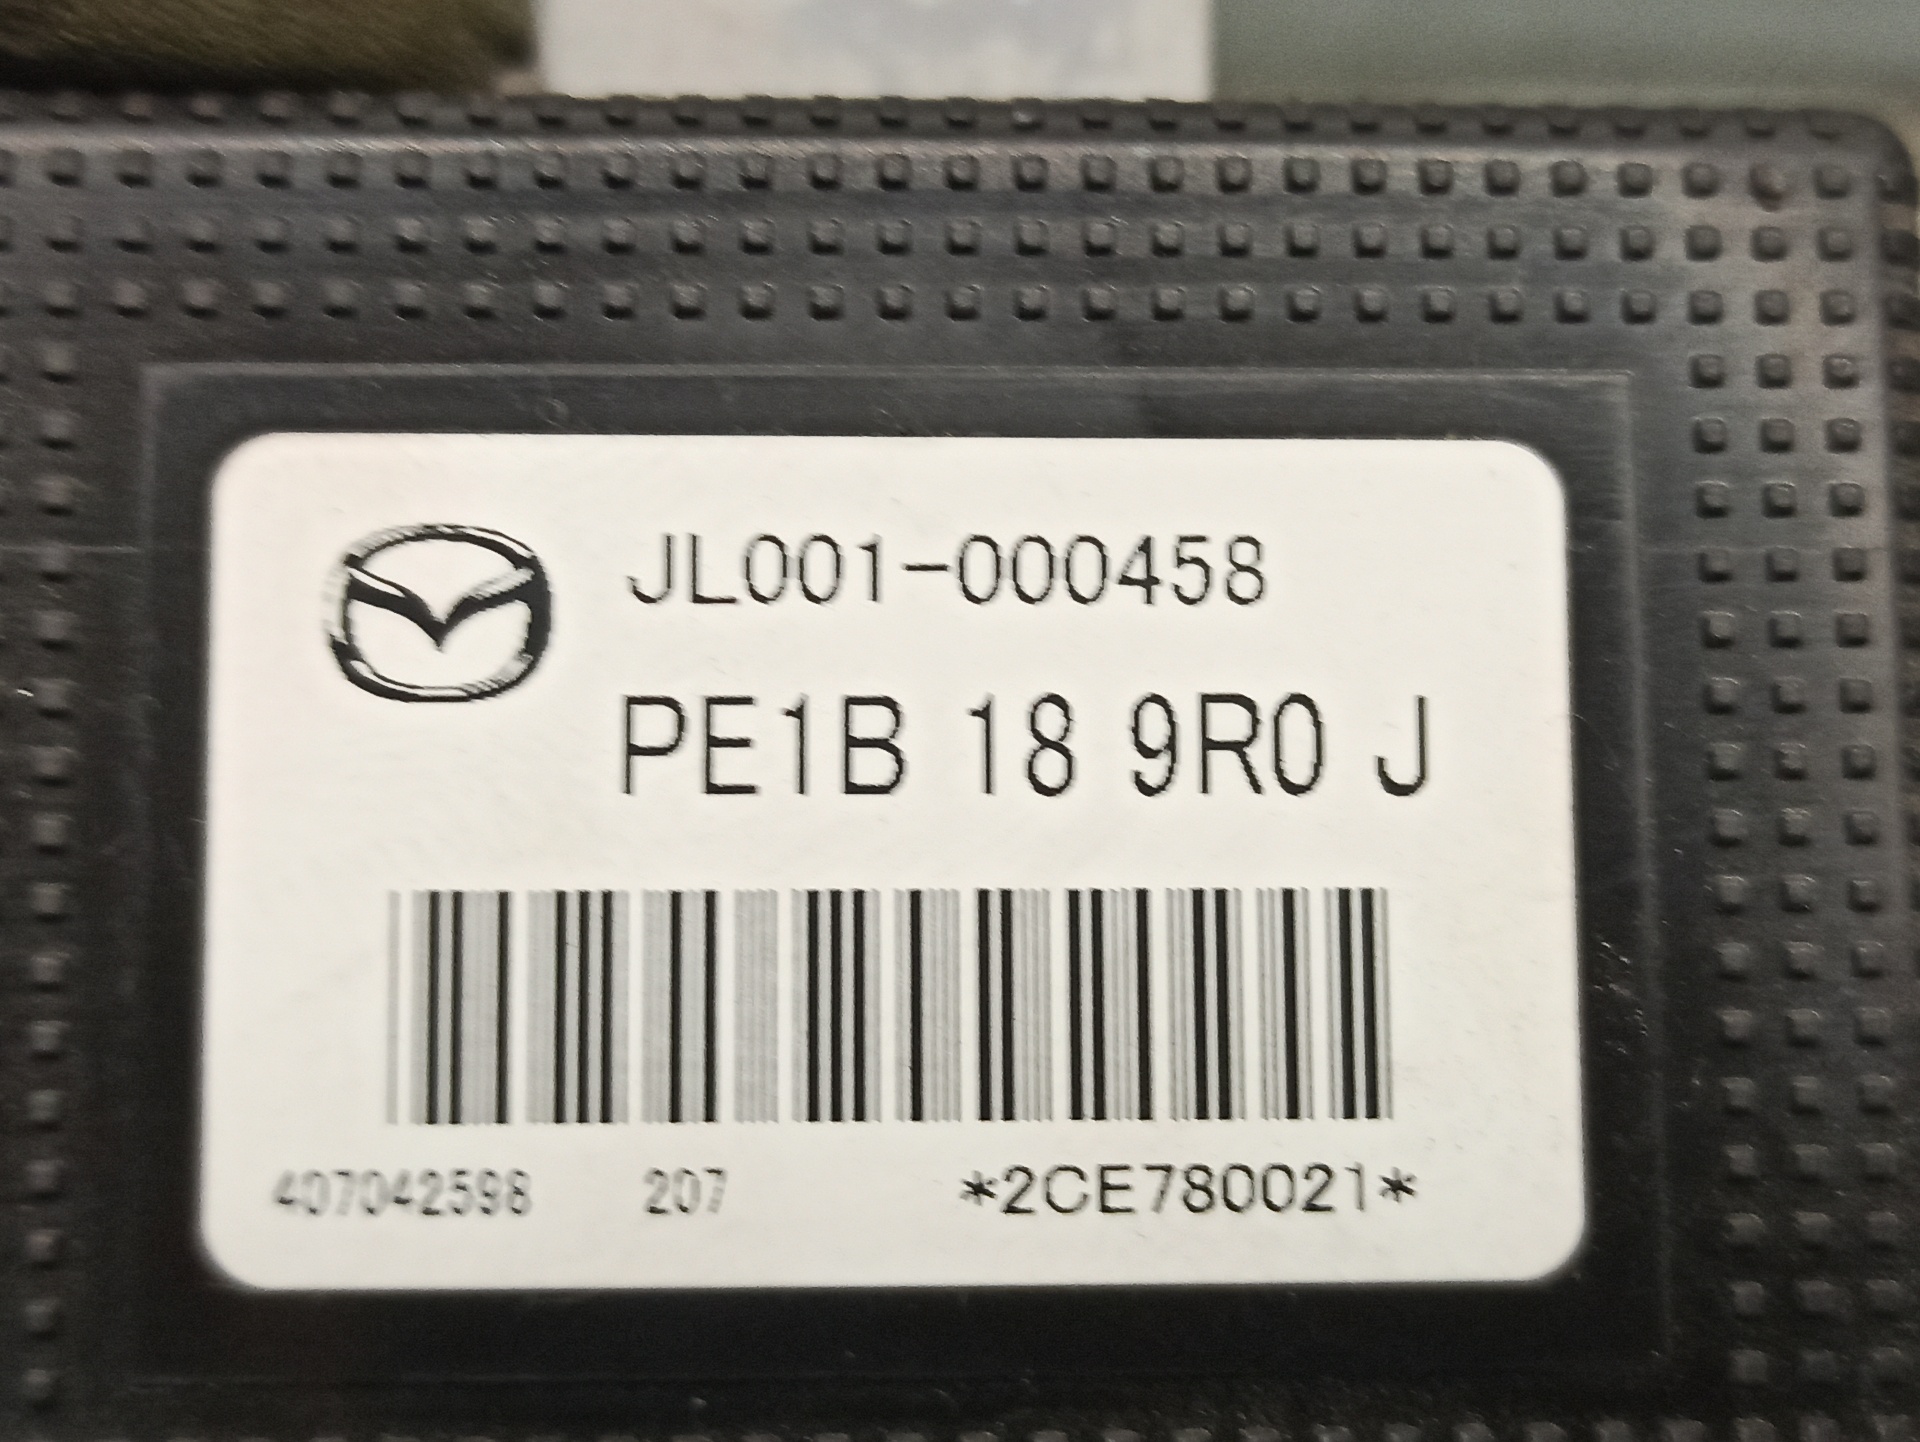 JL001-000458
PE1B 18 9R0 J
407042598 207 *2CE780021*